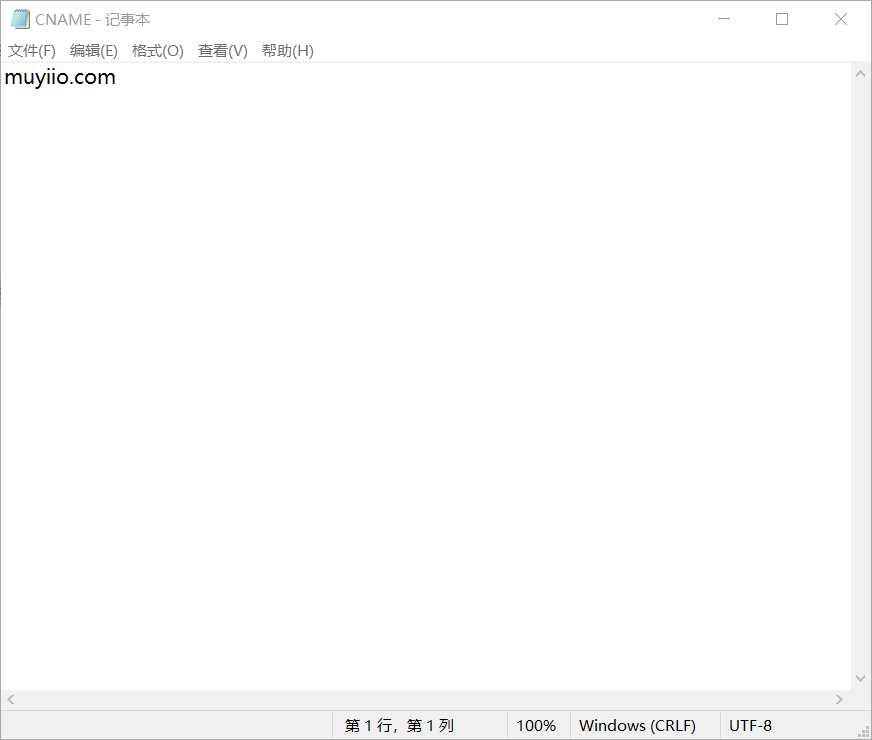 CNAME - 记事本
文件(F) 编辑(E) 格式(O) 查看(V) 帮助(H)
muyiio.com
第 1 行，第 1 列 100% Windows (CRLF) UTF-8